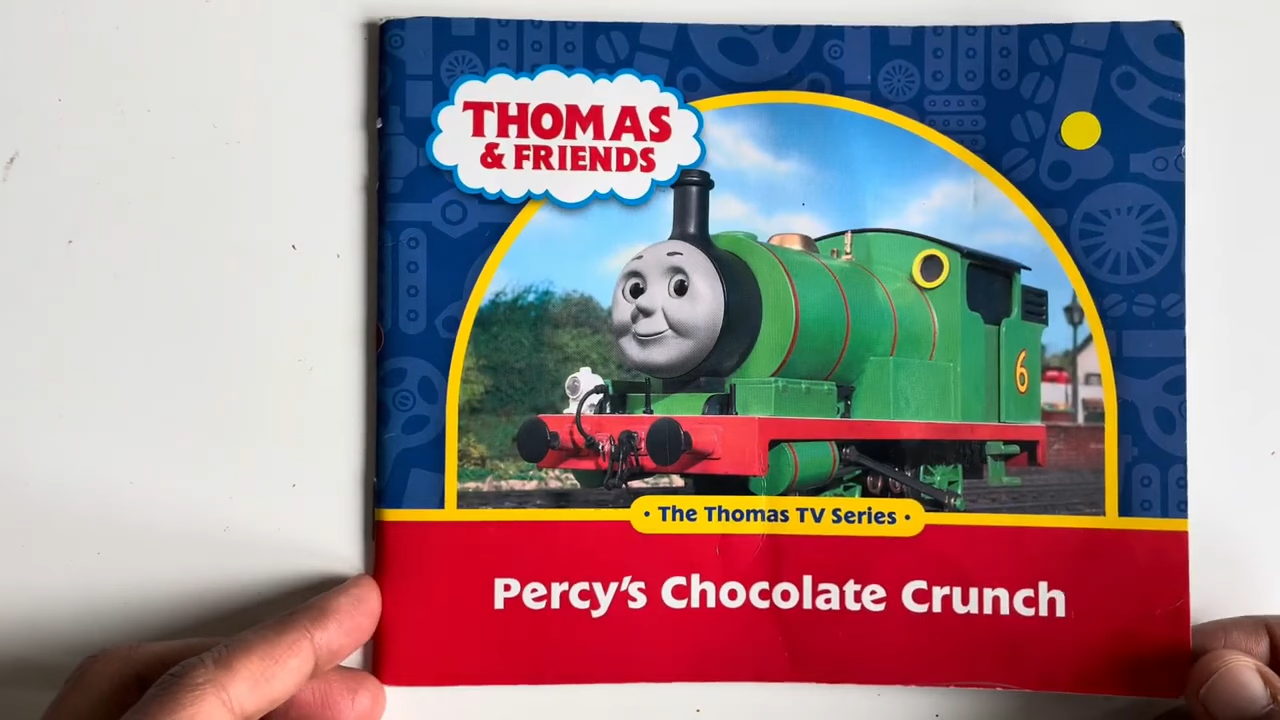 THOMAS
& FRIENDS
6
• The Thomas TV Series •
Percy's Chocolate Crunch